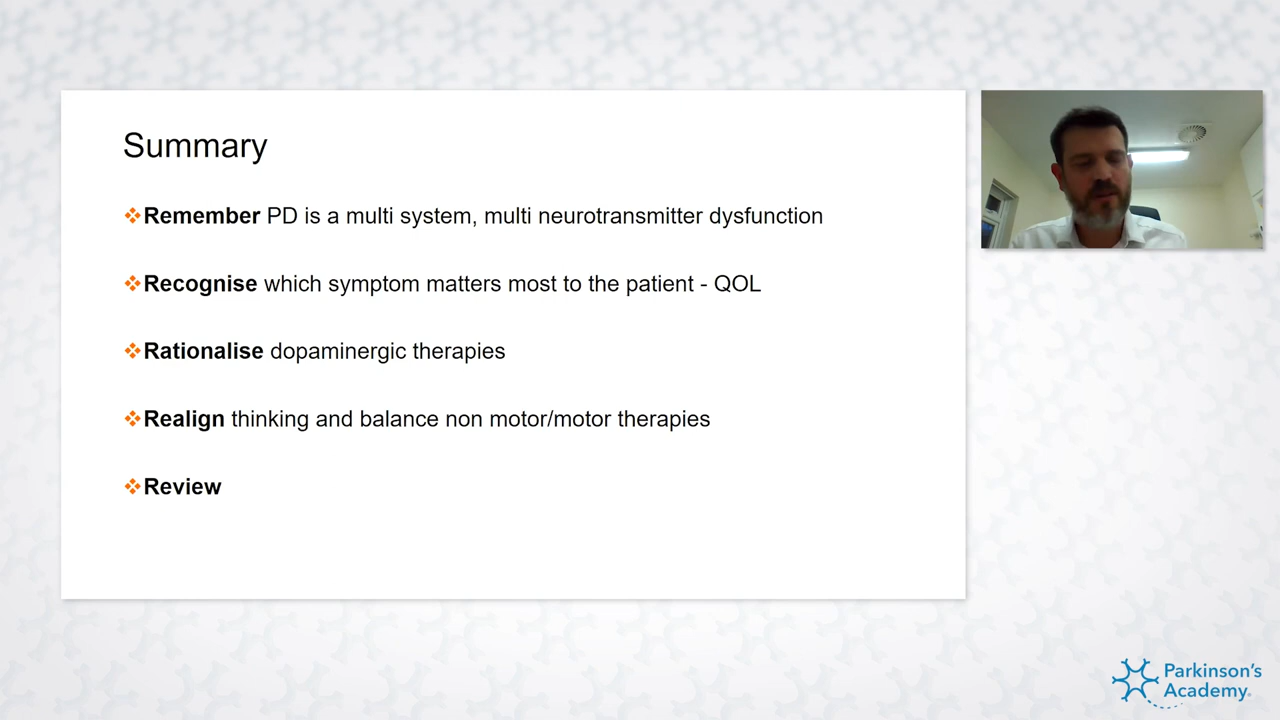 Summary
Remember PD is a multi system, multi neurotransmitter dysfunction
Recognise which symptom matters most to the patient - QOL
Rationalise dopaminergic therapies
Realign thinking and balance non motor/motor therapies
Review
Parkinson's
Academy